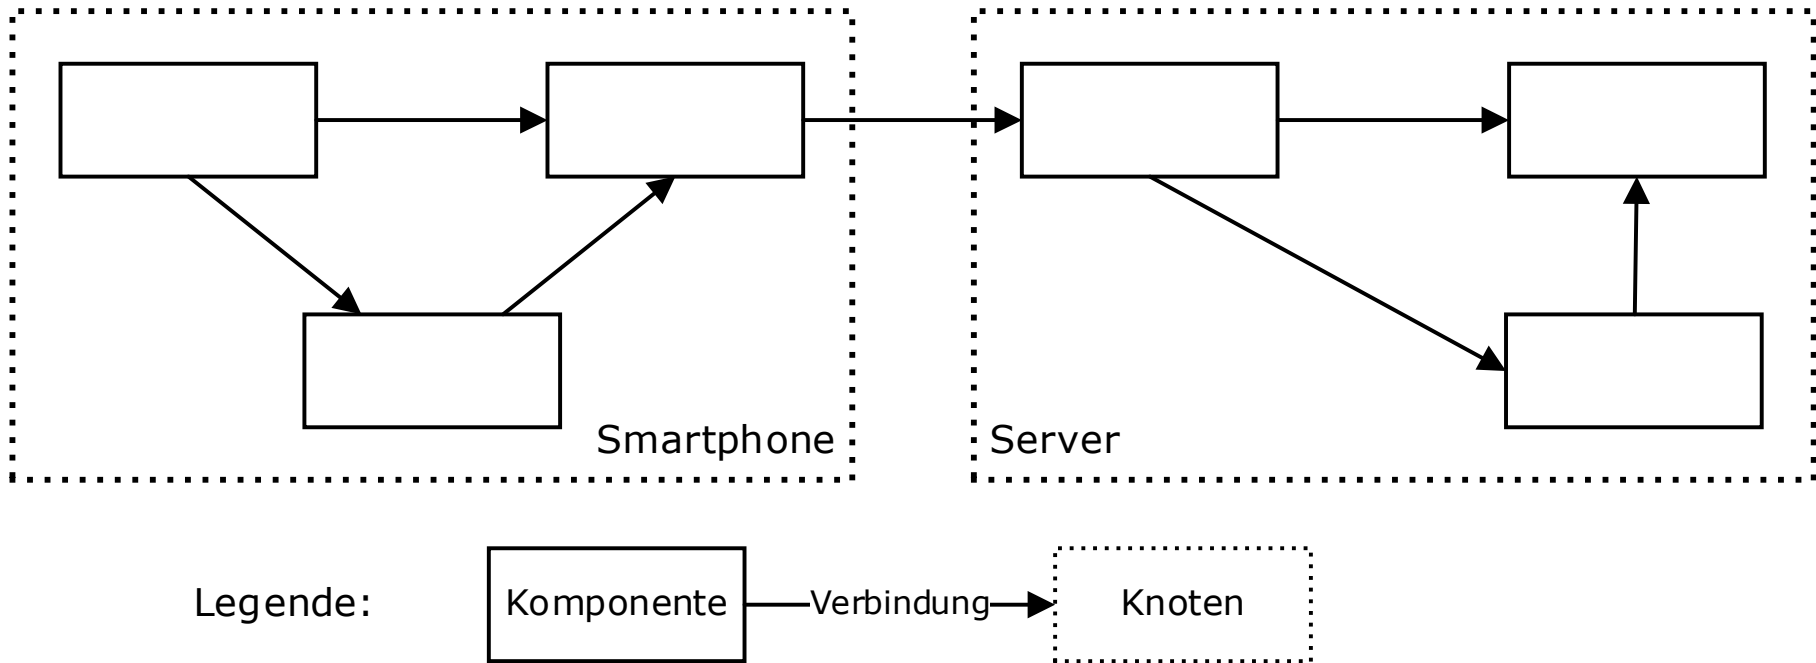 Smartphone
Server
Legende:
Komponente
Verbindung
Knoten